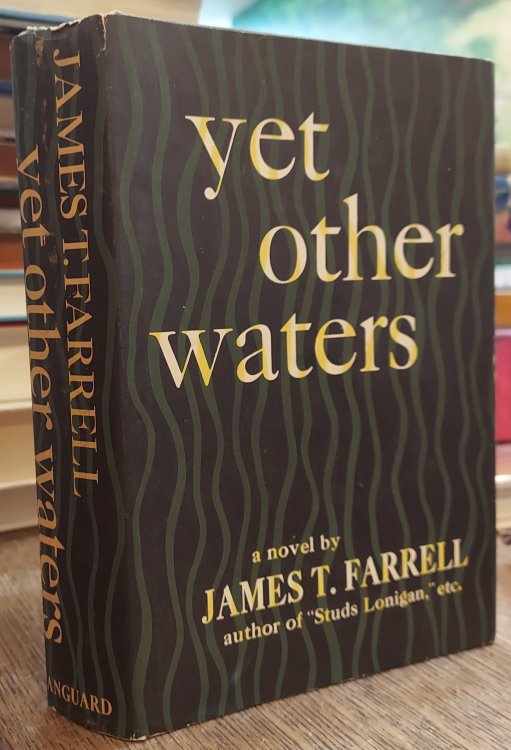 yet
other
waters
a novel by
JAMES T. FARRELL
author of "Studs Lonigan," etc.
JAMES T. FARRELL
yet other waters
ANGUARD